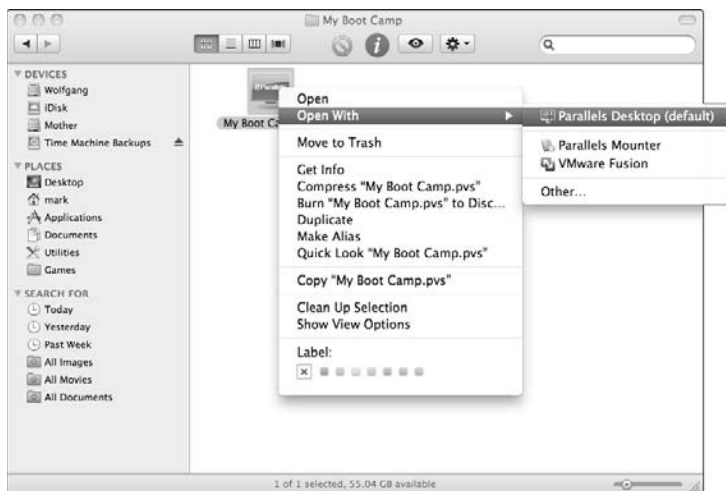 My Boot Camp
DEVICES
Wolfgang
iDisk
Mother
Time Machine Backups
PLACES
Desktop
mark
Applications
Documents
Utilities
Games
SEARCH FOR
Today
Yesterday
Past Week
All Images
All Movies
All Documents
My Boot
Open
Open With
Move to Trash
Get Info
Compress “My Boot Camp.pvs”
Burn “My Boot Camp.pvs” to Disc...
Duplicate
Make Alias
Quick Look “My Boot Camp.pvs”
Copy “My Boot Camp.pvs”
Clean Up Selection
Show View Options
Label:
Parallels Desktop (default)
Parallels Mounter
VMware Fusion
Other...
1 of 1 selected, 55.04 GB available